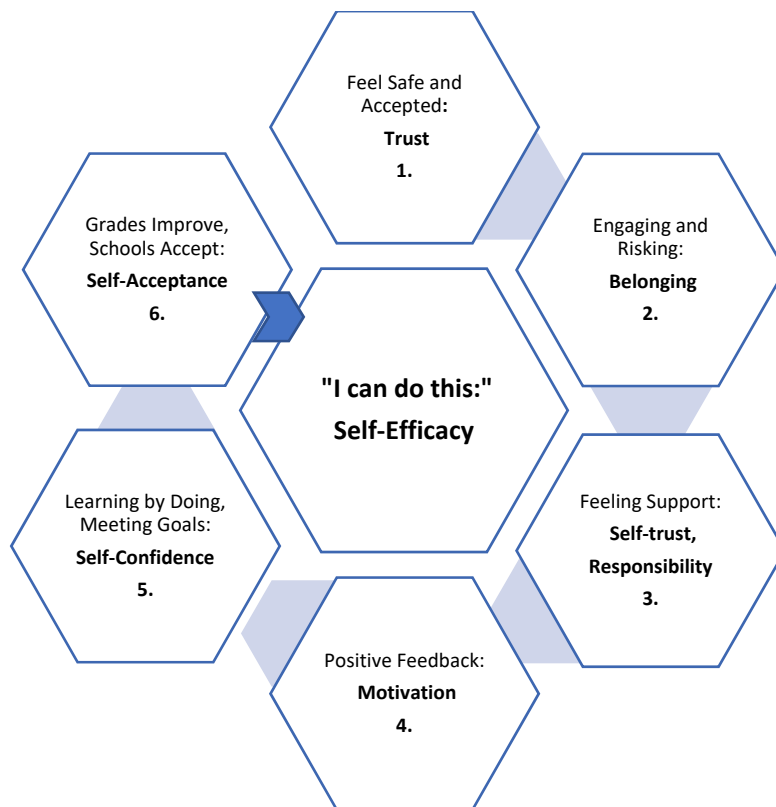 Feel Safe and
Accepted:
Trust
1.
Engaging and
Risking:
Belonging
2.
Feeling Support:
Self-trust,
Responsibility
3.
Positive Feedback:
Motivation
4.
Learning by Doing,
Meeting Goals:
Self-Confidence
5.
Grades Improve,
Schools Accept:
Self-Acceptance
6.
"I can do this:"
Self-Efficacy